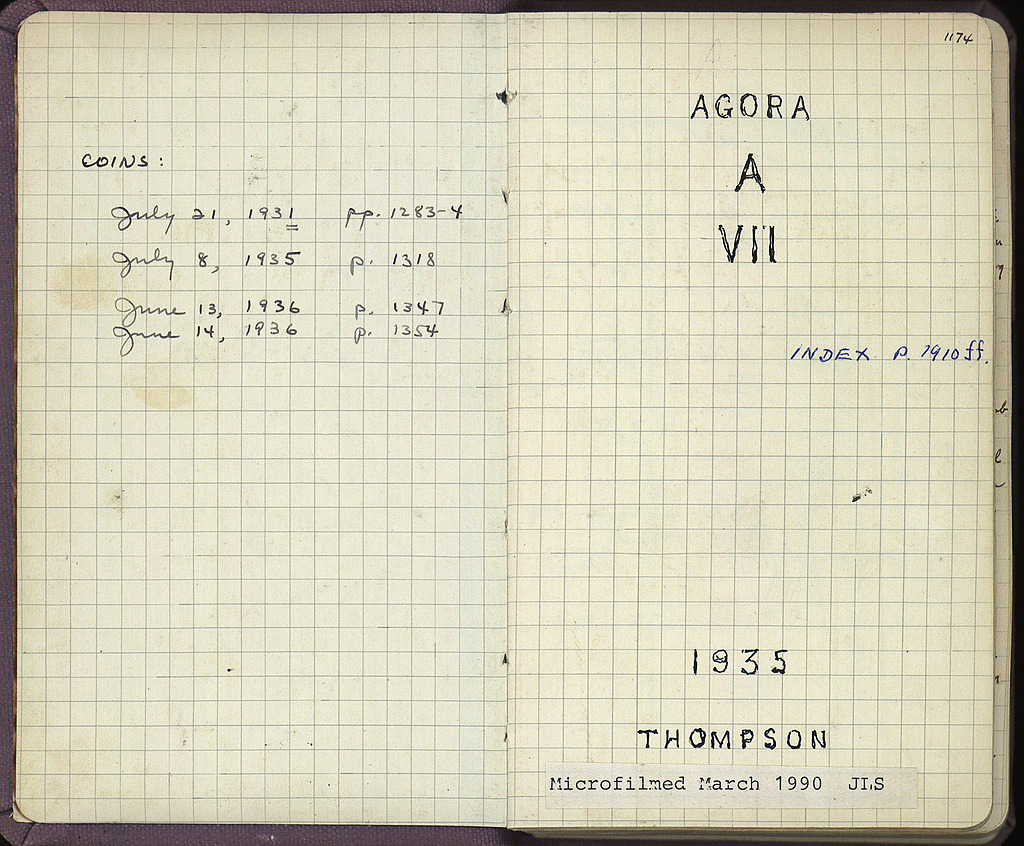 COINS:
July 21, 1931 pp. 1283-4
July 8, 1935 p. 1318
June 13, 1936 p. 1347
June 14, 1936 p. 1354
1174
AGORA
A
VII
INDEX p. 1910 ff.
1935
THOMPSON
Microfilmed March 1990 JLS